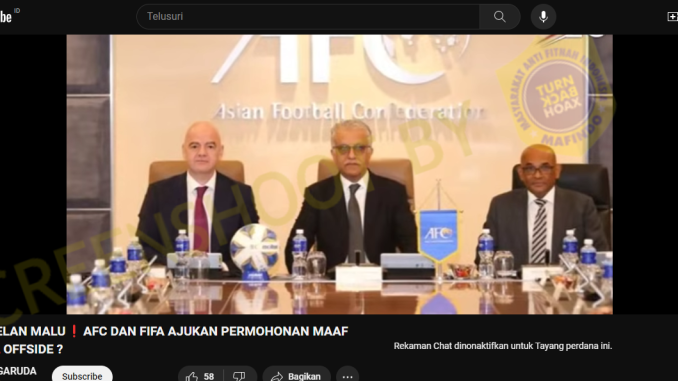 be ID
Telusuri
AFC
Asian Football Confederation
MASYARAKAT ANTI FITNAH INDONESIA
TURN
BACK
HOAX
MAFINDO
SCREENSHOOT BY
AFC
ELAN MALU❗ AFC DAN FIFA AJUKAN PERMOHONAN MAAF
OFFSIDE ?
Rekaman Chat dinonaktifkan untuk Tayang perdana ini.
GARUDA
Subscribe
58
Bagikan